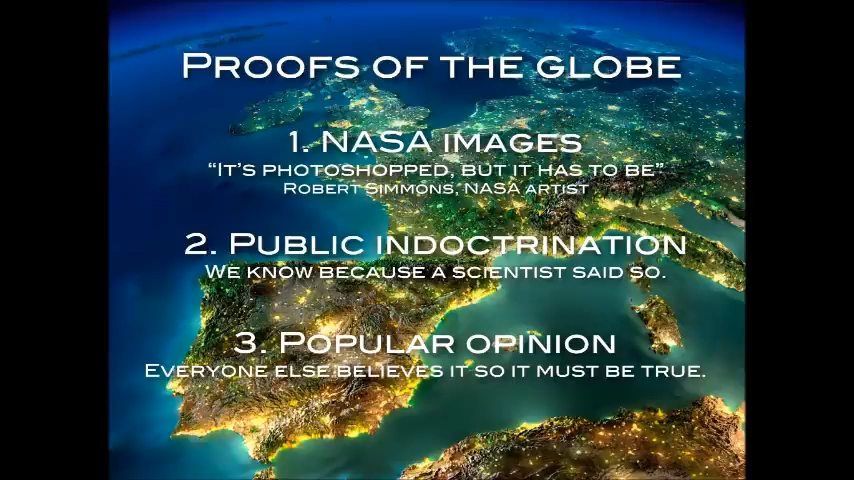 PROOFS OF THE GLOBE
1. NASA IMAGES
"IT'S PHOTOSHOPPED, BUT IT HAS TO BE"
ROBERT SIMMONS, NASA ARTIST
2. PUBLIC INDOCTRINATION
WE KNOW BECAUSE A SCIENTIST SAID SO.
3. POPULAR OPINION
EVERYONE ELSE BELIEVES IT SO IT MUST BE TRUE.